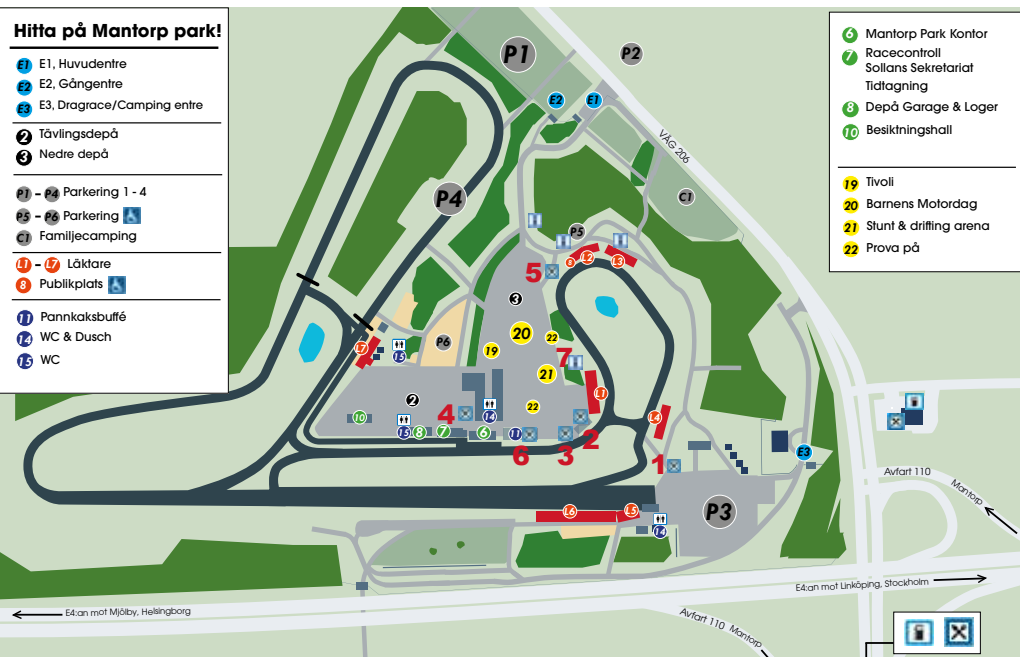 Hitta på Mantorp park!
E1 E1, Huvudentre
E2 E2, Gångentre
E3 E3, Dragrace/Camping entre
2 Tävlingsdepå
3 Nedre depå
P1 - P4 Parkering 1 - 4
P5 - P6 Parkering
C1 Familjecamping
L1 - L7 Läktare
8 Publikplats
11 Pannkaksbuffé
14 WC & Dusch
15 WC
6 Mantorp Park Kontor
7 Racecontroll
Sollans Sekretariat
Tidtagning
8 Depå Garage & Loger
10 Besiktningshall
19 Tivoli
20 Barnens Motordag
21 Stunt & drifting arena
22 Prova på
P1
P2
E2
E1
VÄG 206
P4
C1
P5
8
L2
L3
5
3
20
22
19
P6
L7
15
7
21
L1
2
22
14
4
10
15
8
7
6
11
6
3
2
L4
1
E3
P3
L6
L5
14
Avfart 110
Mantorp
E4:an mot Linköping, Stockholm
E4:an mot Mjölby, Helsingborg
Avfart 110 Mantorp